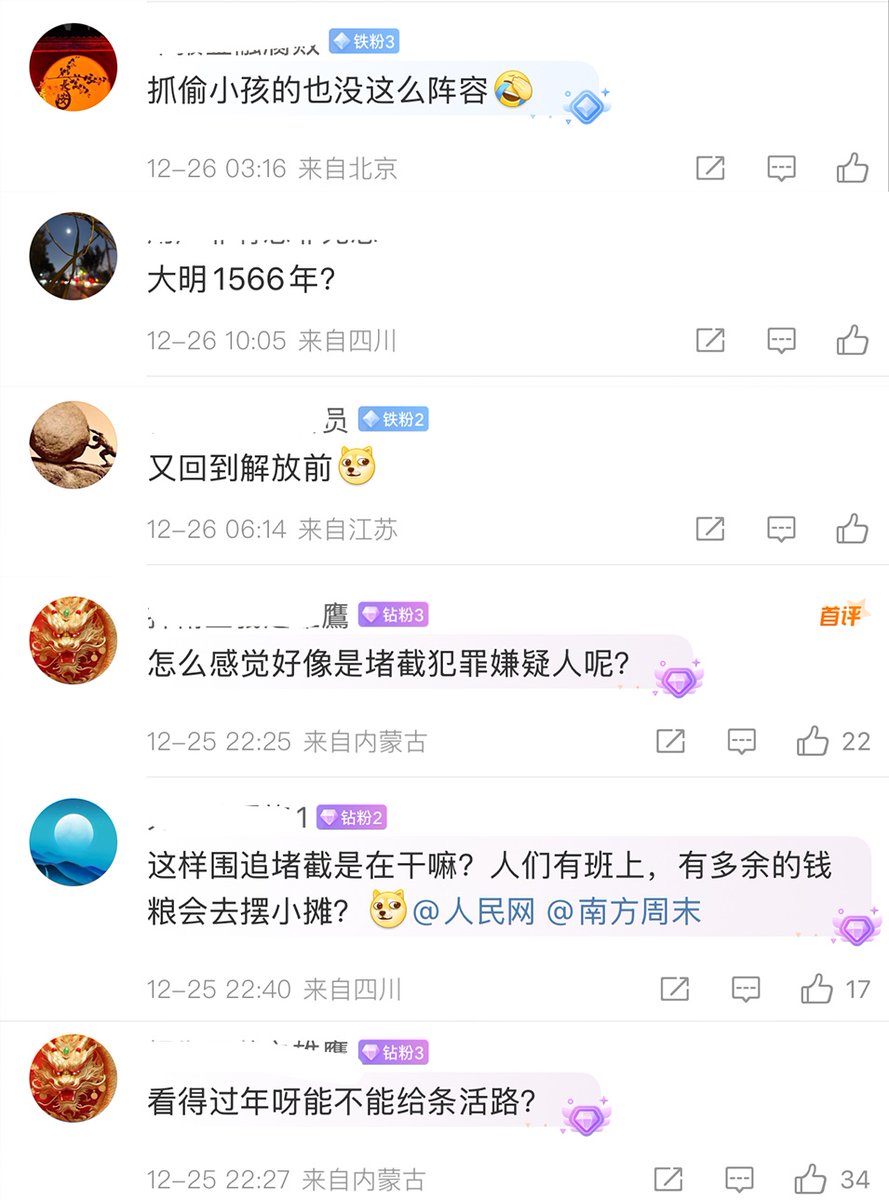 铁粉3
抓偷小孩的也没这么阵容
12-26 03:16 来自北京
大明1566年?
12-26 10:05 来自四川
员 铁粉2
又回到解放前
12-26 06:14 来自江苏
鹰 钻粉3 首评
怎么感觉好像是堵截犯罪嫌疑人呢?
12-25 22:25 来自内蒙古 22
1 钻粉2
这样围追堵截是在干嘛? 人们有班上, 有多余的钱
粮会去摆小摊? @人民网 @南方周末
12-25 22:40 来自四川 17
钻粉3
看得过年呀能不能给条活路?
12-25 22:27 来自内蒙古 34